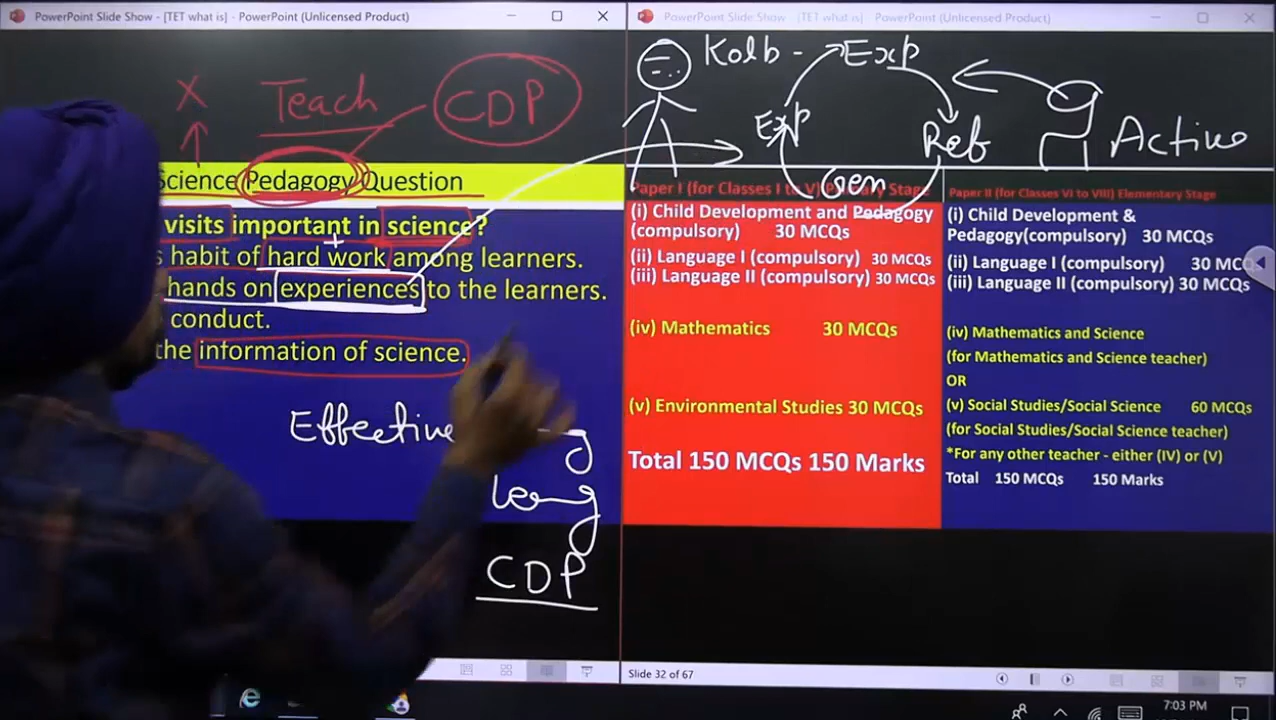 PowerPoint Slide Show - [TET what is] - PowerPoint (Unlicensed Product)
X Teach CDP
Science Pedagogy Question
visits important in science?
habit of hard work among learners.
hands on experiences to the learners.
conduct.
the information of science.
Effective
CDP
PowerPoint Slide Show - [TET what is] - PowerPoint (Unlicensed Product)
Kolb - Exp
Exp Ref Active
Gen
Paper I (for Classes I to V) Primary Stage
(i) Child Development and Pedagogy
(compulsory) 30 MCQs
(ii) Language I (compulsory) 30 MCQs
(iii) Language II (compulsory) 30 MCQs
(iv) Mathematics 30 MCQs
(v) Environmental Studies 30 MCQs
Total 150 MCQs 150 Marks
Paper II (for Classes VI to VIII) Elementary Stage
(i) Child Development &
Pedagogy(compulsory) 30 MCQs
(ii) Language I (compulsory) 30 MCQ
(iii) Language II (compulsory) 30 MCQs
(iv) Mathematics and Science
(for Mathematics and Science teacher)
OR
(v) Social Studies/Social Science 60 MCQs
(for Social Studies/Social Science teacher)
*For any other teacher - either (IV) or (V)
Total 150 MCQs 150 Marks
Slide 32 of 67
7:03 PM